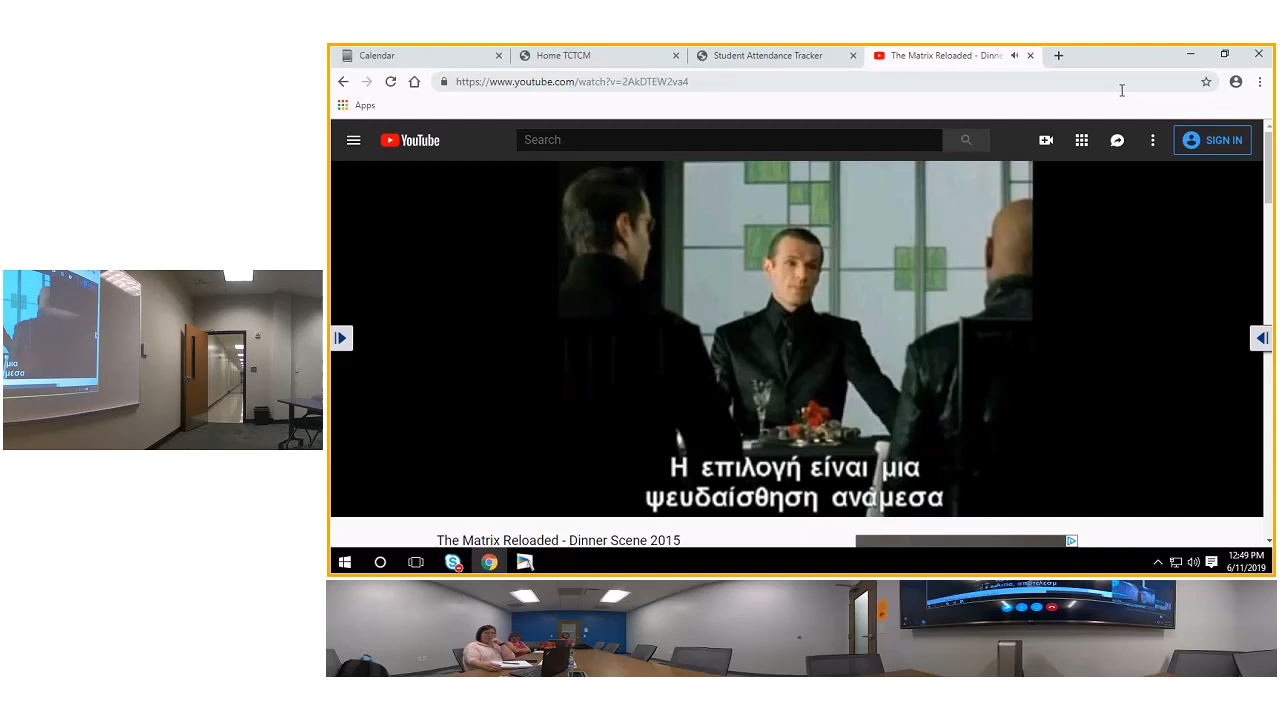 Calendar
Home TCTCM
Student Attendance Tracker
The Matrix Reloaded - Dinne
https://www.youtube.com/watch?v=2AkDTEW2va4
Apps
YouTube
Search
SIGN IN
Η επιλογή είναι μια
ψευδαίσθηση ανάμεσα
The Matrix Reloaded - Dinner Scene 2015
12:49 PM
6/11/2019
μια
μεσα